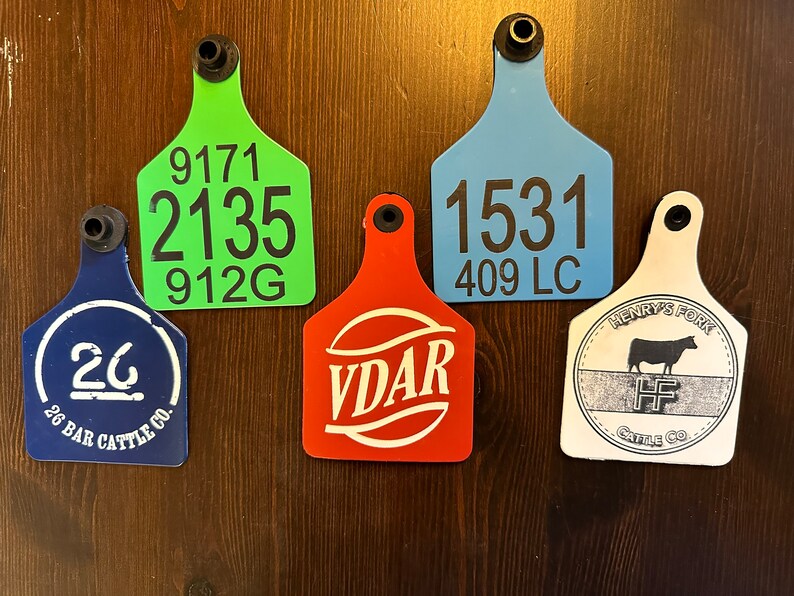 9171
2135
912G
1531
409 LC
26
26 BAR CATTLE CO.
VDAR
HENRY'S FORK
HF
CATTLE CO